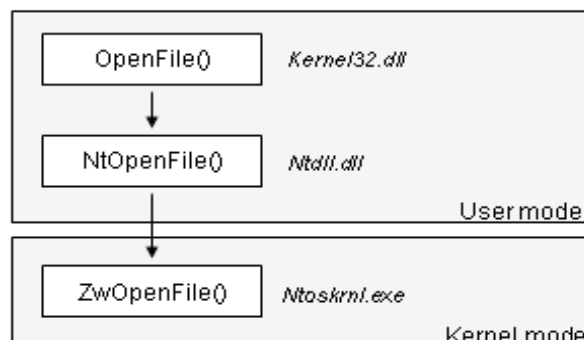 OpenFile() Kernel32.dll
NtOpenFile() Ntdll.dll
User mode
ZwOpenFile() Ntoskrnl.exe
Kernel mode